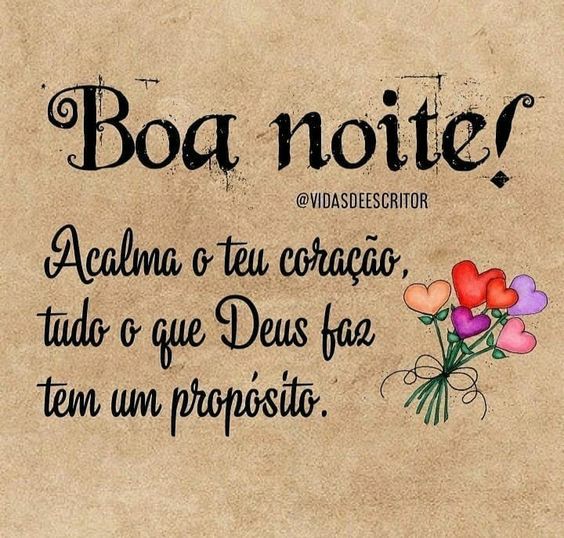 Boa noite!
@VIDASDEESCRITOR
Acalma o teu coração,
tudo o que Deus faz
tem um propósito.